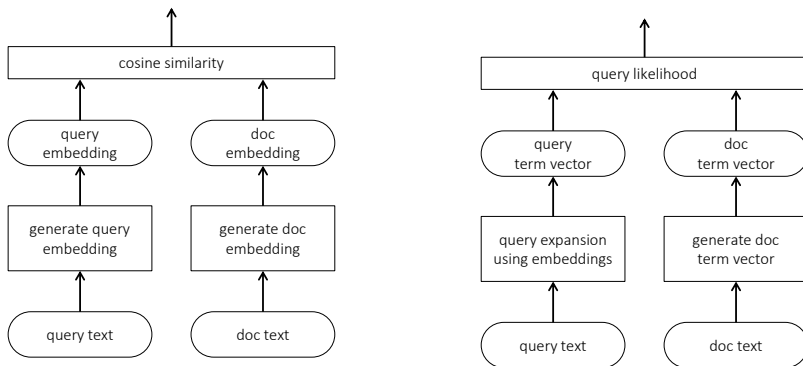 cosine similarity
query
embedding
doc
embedding
generate query
embedding
generate doc
embedding
query text
doc text
query likelihood
query
term vector
doc
term vector
query expansion
using embeddings
generate doc
term vector
query text
doc text